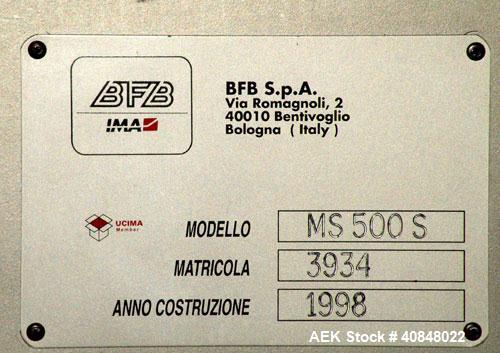 BFB
IMA
BFB S.p.A.
Via Romagnoli, 2
40010 Bentivoglio
Bologna ( Italy )
UCIMA
Member
MODELLO MS 500 S
MATRICOLA 3934
ANNO COSTRUZIONE 1998
AEK Stock # 40848022